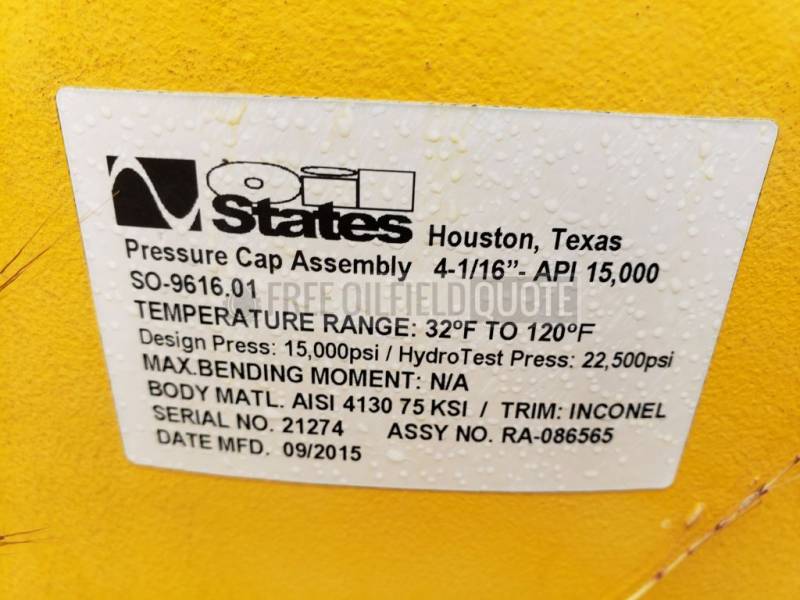 Oil
States
Houston, Texas
Pressure Cap Assembly 4-1/16”- API 15,000
SO-9616.01
FREE OILFIELD QUOTE
TEMPERATURE RANGE: 32ºF TO 120ºF
Design Press: 15,000psi / HydroTest Press: 22,500psi
MAX.BENDING MOMENT: N/A
BODY MATL. AISI 4130 75 KSI / TRIM: INCONEL
SERIAL NO. 21274 ASSY NO. RA-086565
DATE MFD. 09/2015